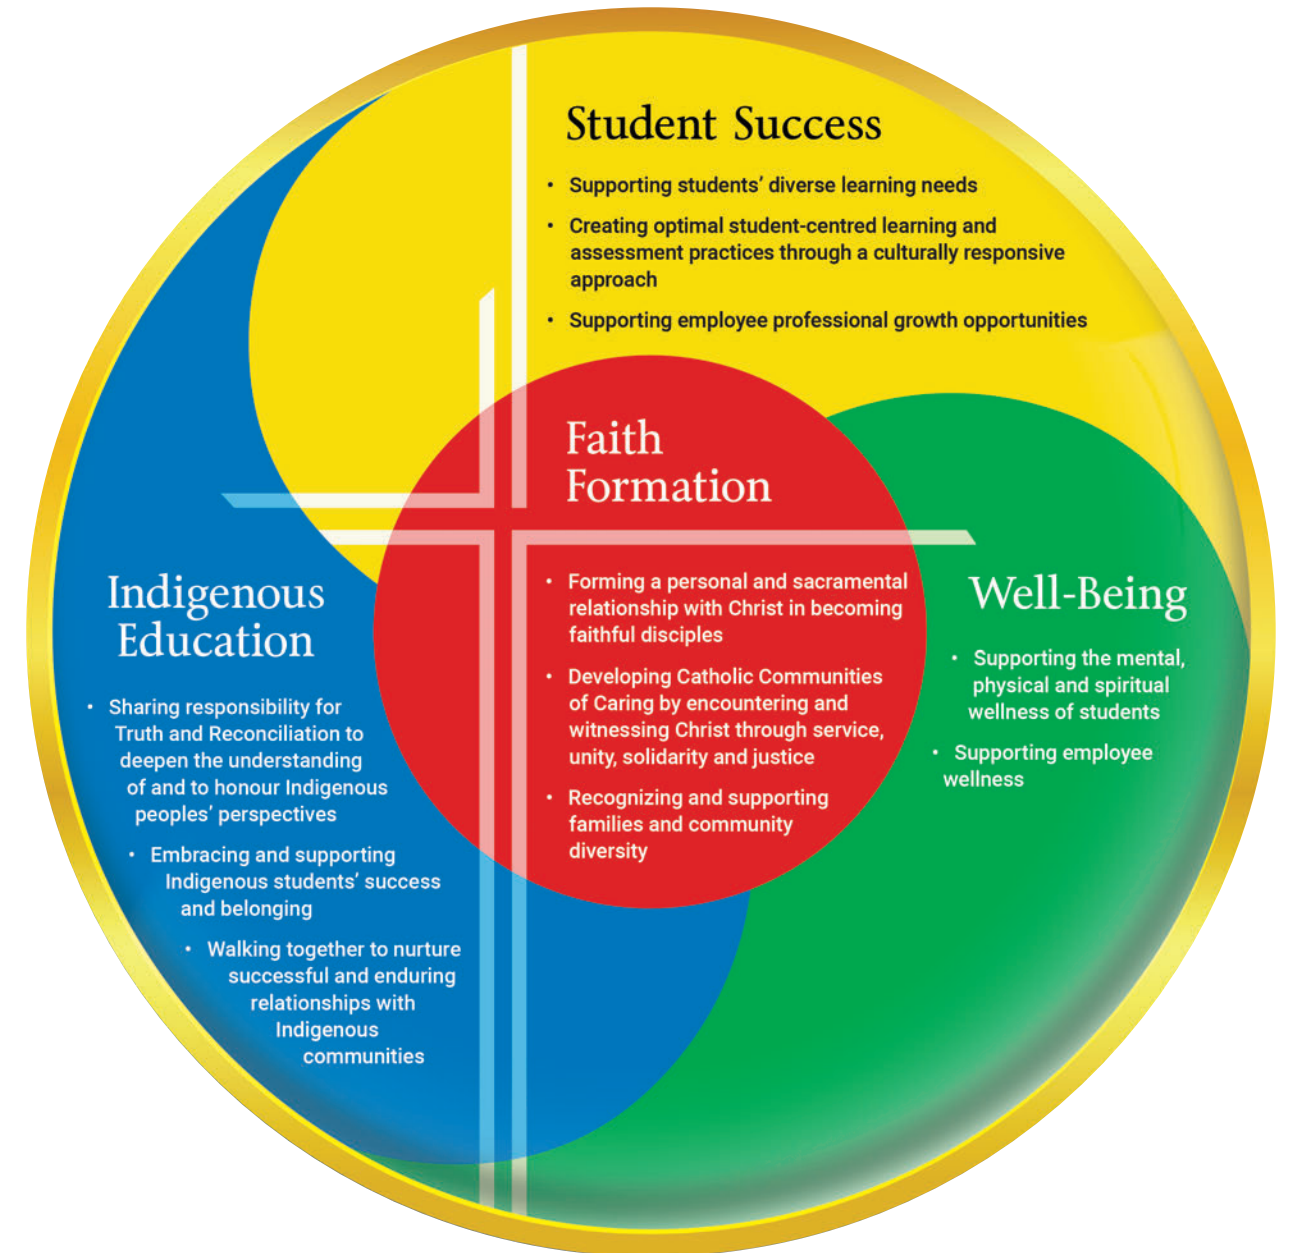 Student Success
• Supporting students' diverse learning needs
• Creating optimal student-centred learning and
assessment practices through a culturally responsive
approach
• Supporting employee professional growth opportunities
Faith
Formation
• Forming a personal and sacramental
relationship with Christ in becoming
faithful disciples
• Developing Catholic Communities
of Caring by encountering and
witnessing Christ through service,
unity, solidarity and justice
• Recognizing and supporting
families and community
diversity
Indigenous
Education
• Sharing responsibility for
Truth and Reconciliation to
deepen the understanding
of and to honour Indigenous
peoples' perspectives
• Embracing and supporting
Indigenous students' success
and belonging
• Walking together to nurture
successful and enduring
relationships with
Indigenous
communities
Well-Being
• Supporting the mental,
physical and spiritual
wellness of students
• Supporting employee
wellness